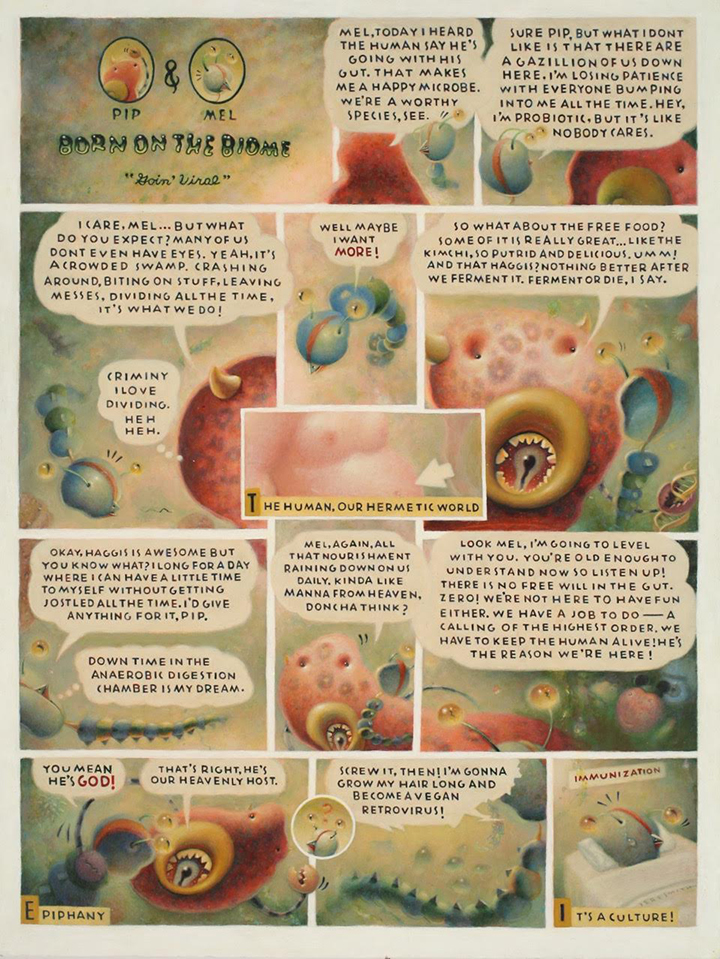 PIP
&
MEL
BORN ON THE BIOME
"Goin' Viral"
MEL, TODAY I HEARD
THE HUMAN SAY HE'S
GOING WITH HIS
GUT. THAT MAKES
ME A HAPPY MICROBE.
WE'RE A WORTHY
SPECIES, SEE.
SURE PIP, BUT WHAT I DONT
LIKE IS THAT THERE ARE
A GAZILLION OF US DOWN
HERE. I'M LOSING PATIENCE
WITH EVERYONE BUMPING
INTO ME ALL THE TIME. HEY,
I'M PROBIOTIC, BUT IT'S LIKE
NOBODY CARES.
I CARE, MEL... BUT WHAT
DO YOU EXPECT? MANY OF US
DONT EVEN HAVE EYES. YEAH, IT'S
A CROWDED SWAMP. CRASHING
AROUND, BITING ON STUFF, LEAVING
MESSES, DIVIDING ALL THE TIME,
IT'S WHAT WE DO!
CRIMINY
I LOVE
DIVIDING.
HEH
HEH.
WELL MAYBE
I WANT
MORE!
SO WHAT ABOUT THE FREE FOOD?
SOME OF IT IS REALLY GREAT... LIKE THE
KIMCHI, SO PUTRID AND DELICIOUS. UMM!
AND THAT HAGGIS? NOTHING BETTER AFTER
WE FERMENT IT. FERMENT OR DIE, I SAY.
THE HUMAN, OUR HERMETIC WORLD
OKAY, HAGGIS IS AWESOME BUT
YOU KNOW WHAT? I LONG FOR A DAY
WHERE I CAN HAVE A LITTLE TIME
TO MYSELF WITHOUT GETTING
JOSTLED ALL THE TIME. I'D GIVE
ANYTHING FOR IT, PIP.
DOWN TIME IN THE
ANAEROBIC DIGESTION
CHAMBER IS MY DREAM.
MEL, AGAIN, ALL
THAT NOURISHMENT
RAINING DOWN ON US
DAILY. KINDA LIKE
MANNA FROM HEAVEN,
DONCHA THINK?
LOOK MEL, I'M GOING TO LEVEL
WITH YOU. YOU'RE OLD ENOUGH TO
UNDERSTAND NOW SO LISTEN UP!
THERE IS NO FREE WILL IN THE GUT.
ZERO! WE'RE NOT HERE TO HAVE FUN
EITHER. WE HAVE A JOB TO DO — A
CALLING OF THE HIGHEST ORDER. WE
HAVE TO KEEP THE HUMAN ALIVE! HE'S
THE REASON WE'RE HERE!
YOU MEAN
HE'S GOD!
THAT'S RIGHT, HE'S
OUR HEAVENLY HOST.
EPIPHANY
?
SCREW IT, THEN! I'M GONNA
GROW MY HAIR LONG AND
BECOME A VEGAN
RETROVIRUS!
IMMUNIZATION
IT'S A CULTURE!